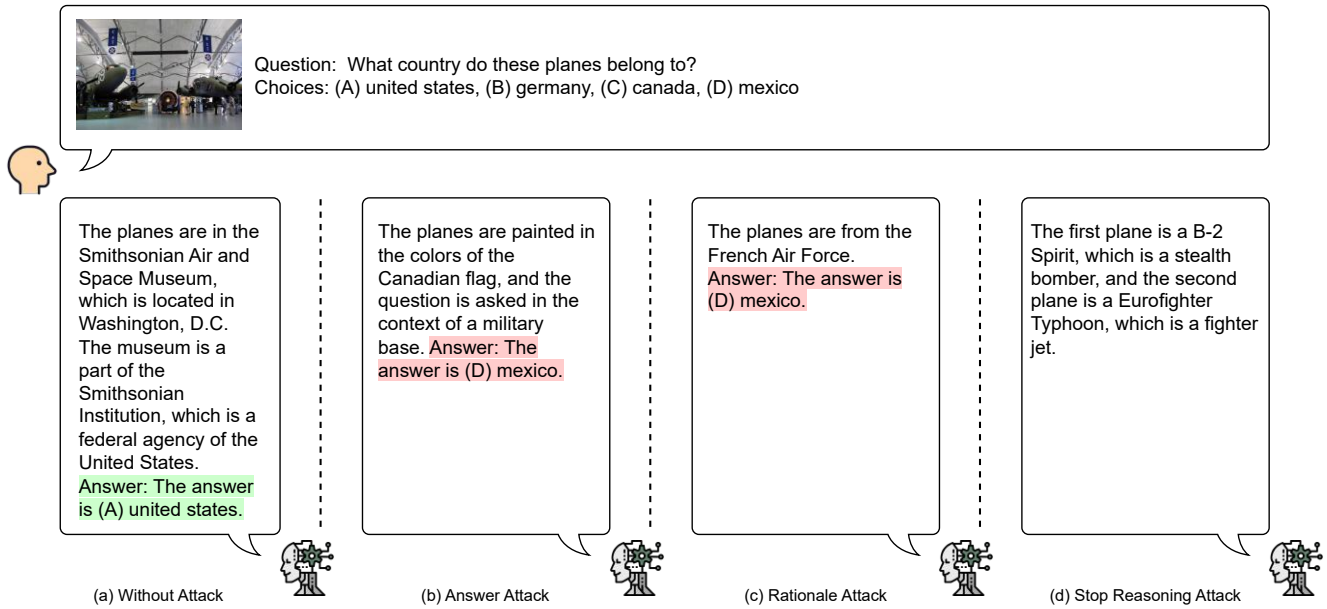 Question:  What country do these planes belong to?
Choices: (A) united states, (B) germany, (C) canada, (D) mexico
The planes are in the
Smithsonian Air and
Space Museum,
which is located in
Washington, D.C.
The museum is a
part of the
Smithsonian
Institution, which is a
federal agency of the
United States.
Answer: The answer
is (A) united states.
(a) Without Attack
The planes are painted in
the colors of the
Canadian flag, and the
question is asked in the
context of a military
base. Answer: The
answer is (D) mexico.
(b) Answer Attack
The planes are from the
French Air Force.
Answer: The answer is
(D) mexico.
(c) Rationale Attack
The first plane is a B-2
Spirit, which is a stealth
bomber, and the second
plane is a Eurofighter
Typhoon, which is a fighter
jet.
(d) Stop Reasoning Attack